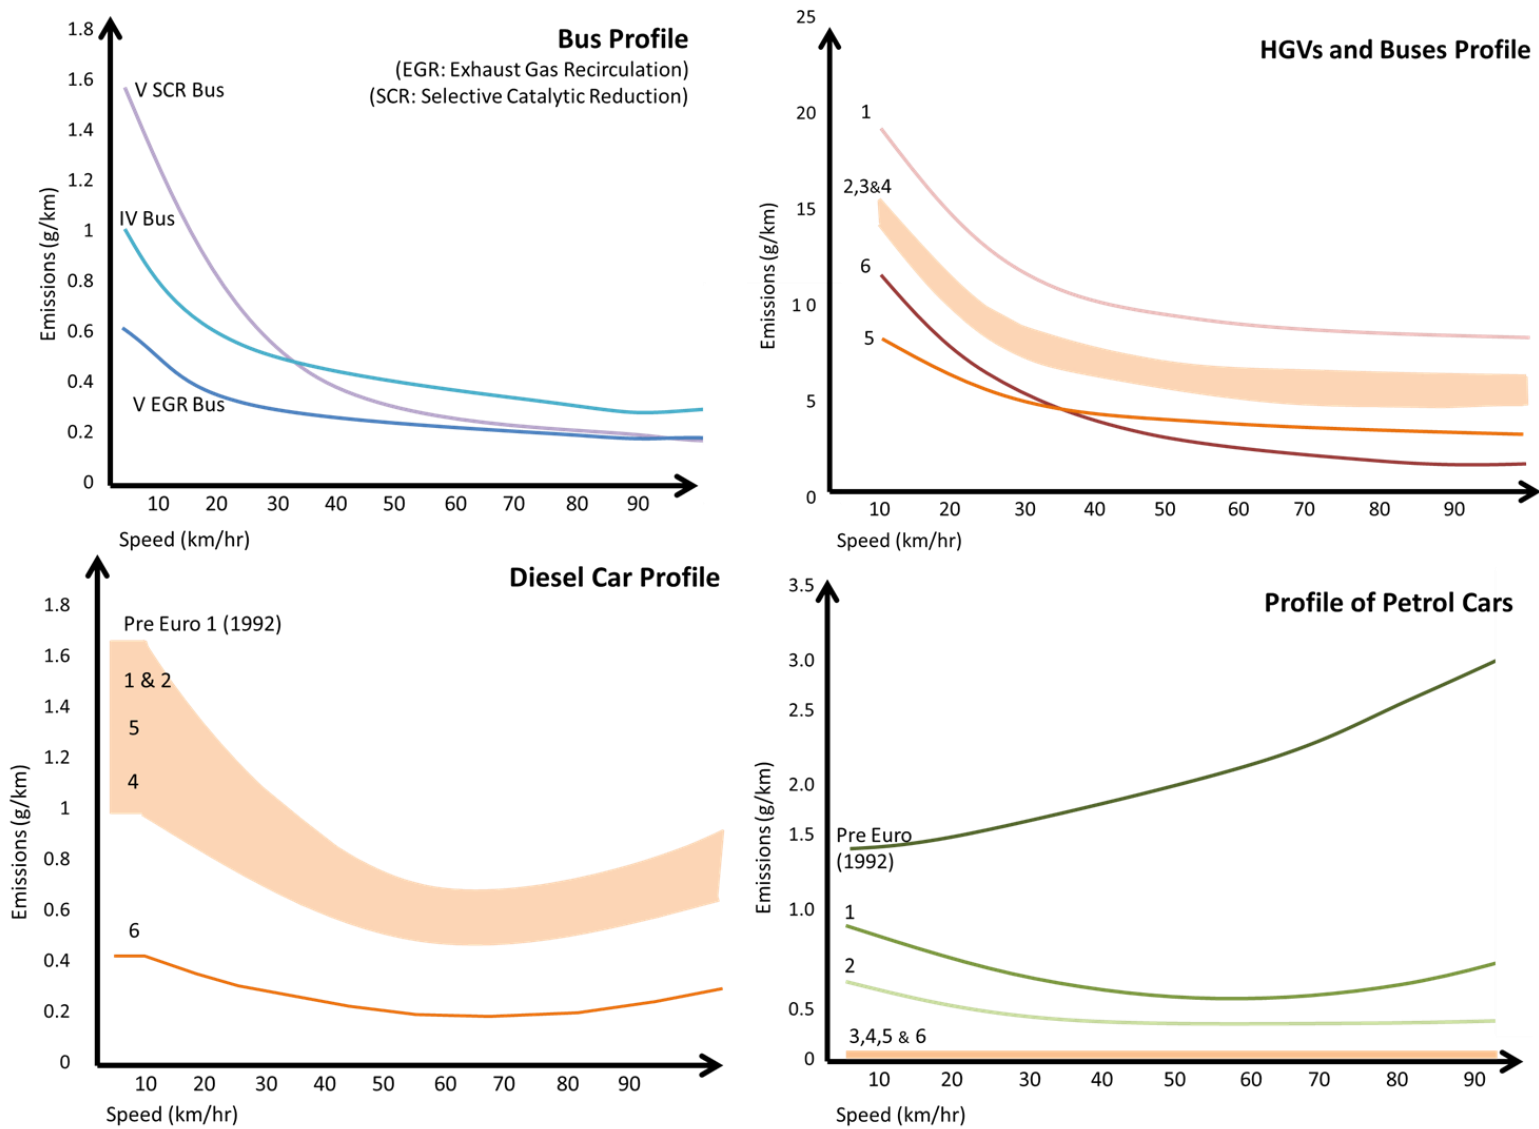 Bus Profile
(EGR: Exhaust Gas Recirculation)
(SCR: Selective Catalytic Reduction)
Emissions (g/km)
1.8
1.6
1.4
1.2
1
0.8
0.6
0.4
0.2
0
V SCR Bus
IV Bus
V EGR Bus
10 20 30 40 50 60 70 80 90
Speed (km/hr)
HGVs and Buses Profile
Emissions (g/km)
25
20
15
10
5
0
1
2,3&4
6
5
10 20 30 40 50 60 70 80 90
Speed (km/hr)
Diesel Car Profile
Emissions (g/km)
1.8
1.6
1.4
1.2
1
0.8
0.6
0.4
0.2
0
Pre Euro 1 (1992)
1 & 2
5
4
6
10 20 30 40 50 60 70 80 90
Speed (km/hr)
Profile of Petrol Cars
Emissions (g/km)
3.5
3.0
2.5
2.0
1.5
1.0
0.5
0
Pre Euro
(1992)
1
2
3,4,5 & 6
10 20 30 40 50 60 70 80 90
Speed (km/hr)